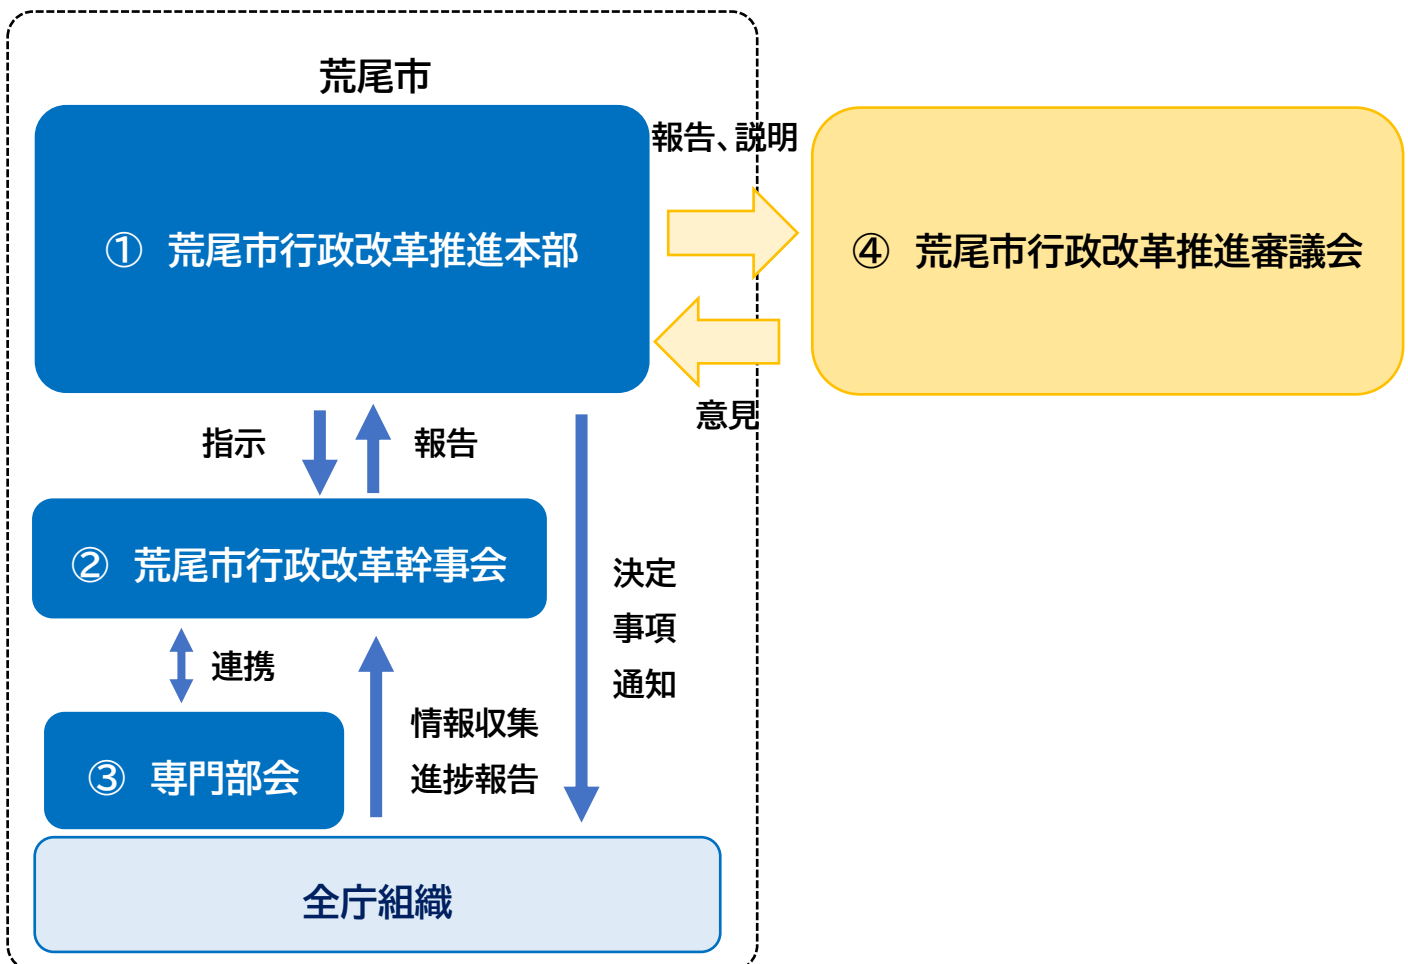 荒尾市
① 荒尾市行政改革推進本部
報告、説明
④ 荒尾市行政改革推進審議会
意見
指示
報告
② 荒尾市行政改革幹事会
決定
事項
通知
連携
情報収集
進捗報告
③ 専門部会
全庁組織